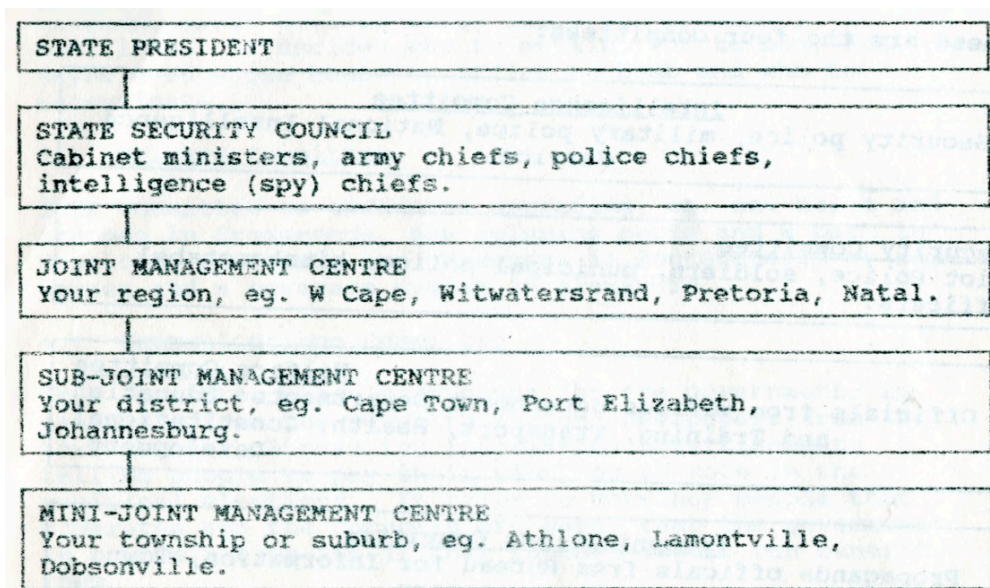 STATE PRESIDENT
STATE SECURITY COUNCIL
Cabinet ministers, army chiefs, police chiefs,
intelligence (spy) chiefs.
JOINT MANAGEMENT CENTRE
Your region, eg. W Cape, Witwatersrand, Pretoria, Natal.
SUB-JOINT MANAGEMENT CENTRE
Your district, eg. Cape Town, Port Elizabeth,
Johannesburg.
MINI-JOINT MANAGEMENT CENTRE
Your township or suburb, eg. Athlone, Lamontville,
Dobsonville.